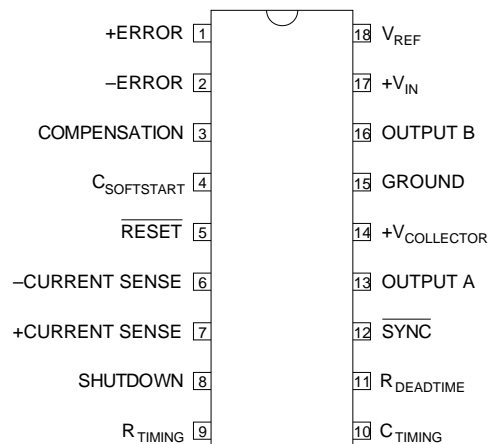 +ERROR 1 18 VREF
–ERROR 2 17 +VIN
COMPENSATION 3 16 OUTPUT B
CSOFTSTART 4 15 GROUND
RESET 5 14 +VCOLLECTOR
–CURRENT SENSE 6 13 OUTPUT A
+CURRENT SENSE 7 12 SYNC
SHUTDOWN 8 11 RDEADTIME
RTIMING 9 10 CTIMING